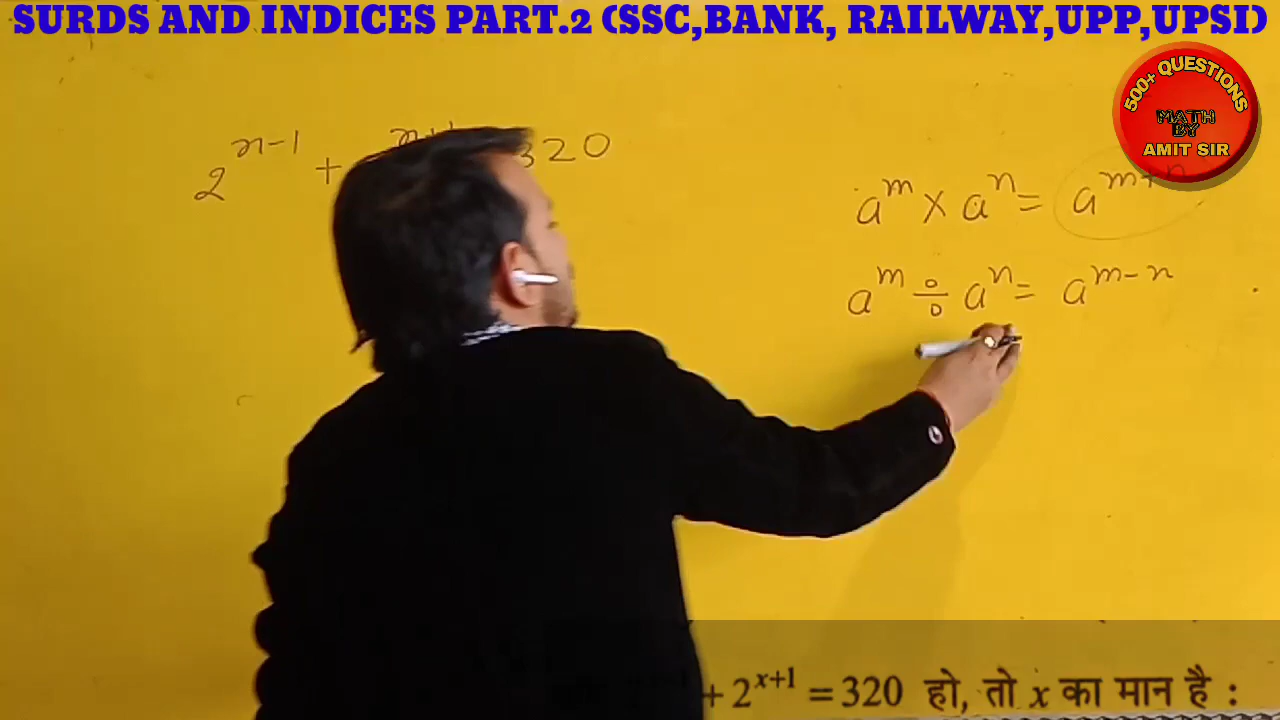 SURDS AND INDICES PART.2 (SSC,BANK, RAILWAY,UPP,UPSI)
500+ QUESTIONS
MATH
BY
AMIT SIR
2^{x-1} + 320
a^m × a^n = a^{m+n}
a^m ÷ a^n = a^{m-n}
+ 2^{x+1} = 320 हो, तो x का मान है :